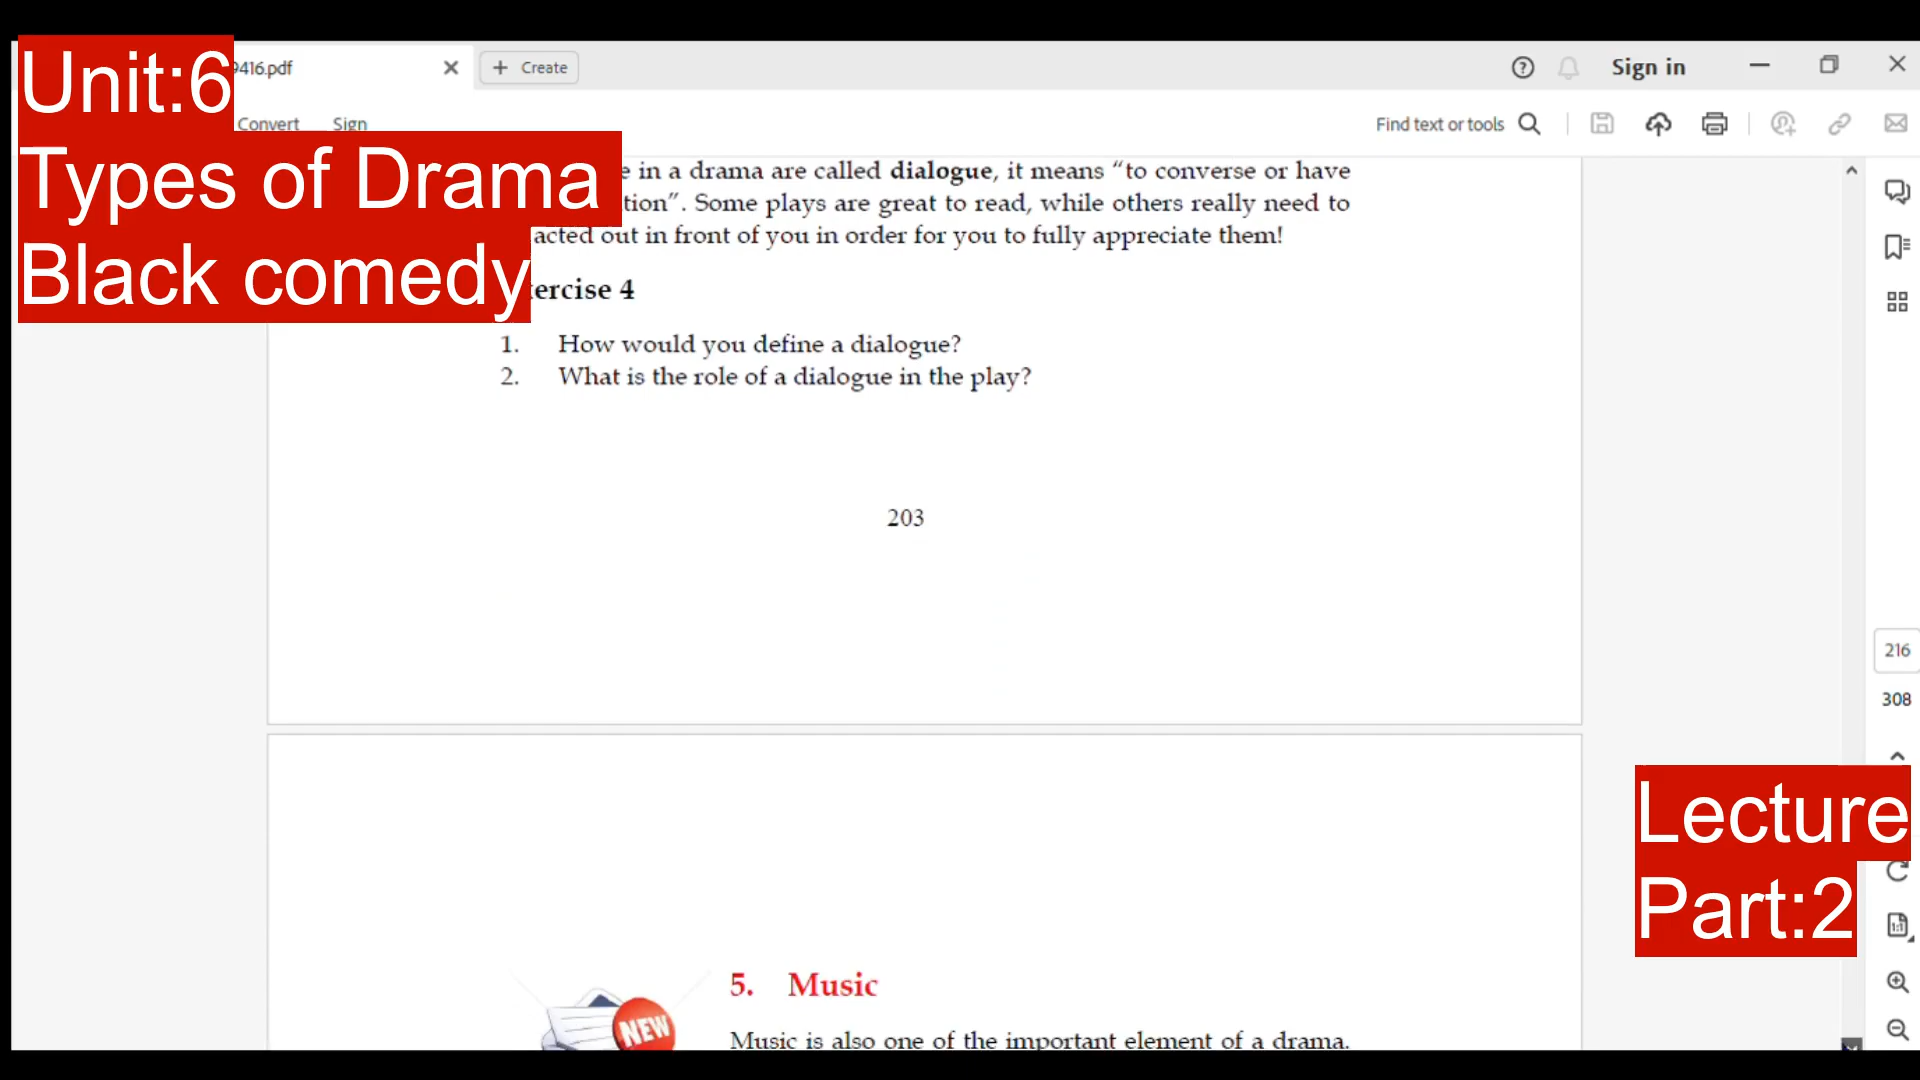 Unit:6
Types of Drama
Black comedy
9416.pdf
Create
Sign in
Convert Sign
Find text or tools
e in a drama are called dialogue, it means “to converse or have
tion”. Some plays are great to read, while others really need to
acted out in front of you in order for you to fully appreciate them!
ercise 4
1. How would you define a dialogue?
2. What is the role of a dialogue in the play?
203
216
308
Lecture
Part:2
5. Music
NEW
Music is also one of the important element of a drama.